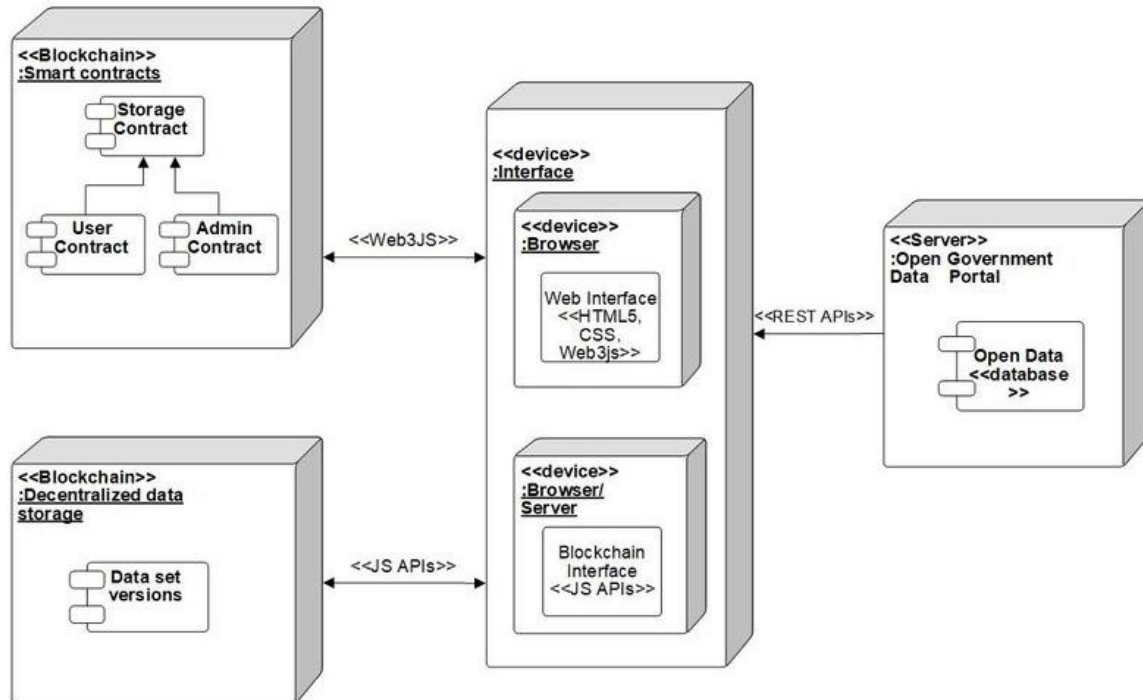 <<Blockchain>>
:Smart contracts
Storage
Contract
User
Contract
Admin
Contract
<<Web3JS>>
<<device>>
:Interface
<<device>>
:Browser
Web Interface
<<HTML5,
CSS,
Web3js>>
<<REST APIs>>
<<Server>>
:Open Government
Data Portal
Open Data
<<database
>>
<<Blockchain>>
:Decentralized data
storage
Data set
versions
<<JS APIs>>
<<device>>
:Browser/
Server
Blockchain
Interface
<<JS APIs>>